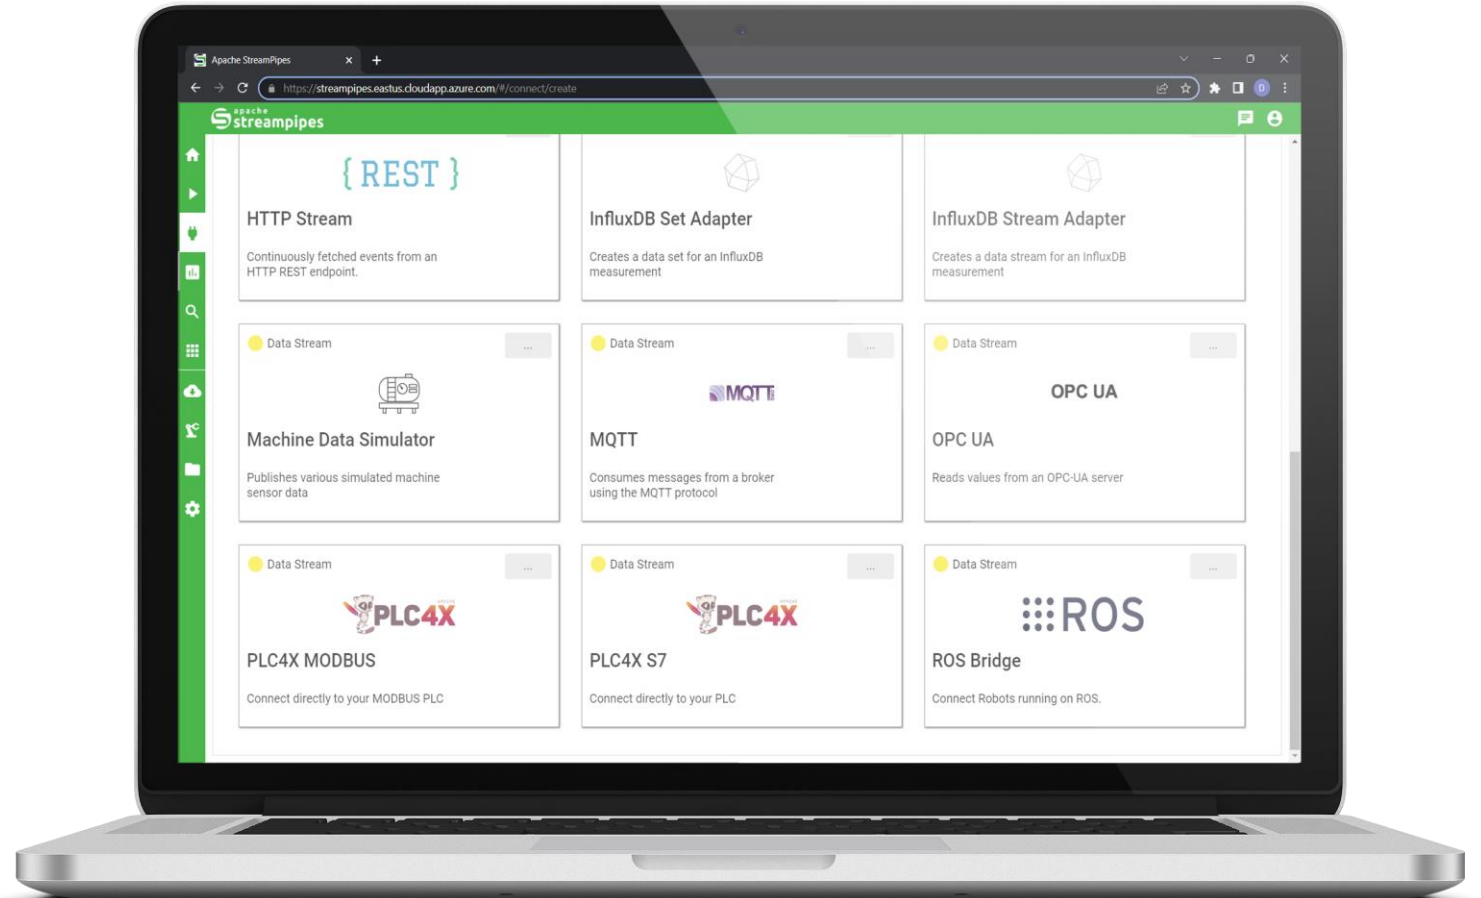 Apache StreamPipes
https://streampipes.eastus.cloudapp.azure.com/#/connect/create
D
apache
streampipes
{ REST }
HTTP Stream
Continuously fetched events from an
HTTP REST endpoint.
InfluxDB Set Adapter
Creates a data set for an InfluxDB
measurement
InfluxDB Stream Adapter
Creates a data stream for an InfluxDB
measurement
Data Stream
...
Machine Data Simulator
Publishes various simulated machine
sensor data
Data Stream
...
MQTT
MQTT
Consumes messages from a broker
using the MQTT protocol
Data Stream
...
OPC UA
OPC UA
Reads values from an OPC-UA server
Data Stream
...
PLC4X
PLC4X MODBUS
Connect directly to your MODBUS PLC
Data Stream
...
PLC4X
PLC4X S7
Connect directly to your PLC
Data Stream
...
ROS
ROS Bridge
Connect Robots running on ROS.